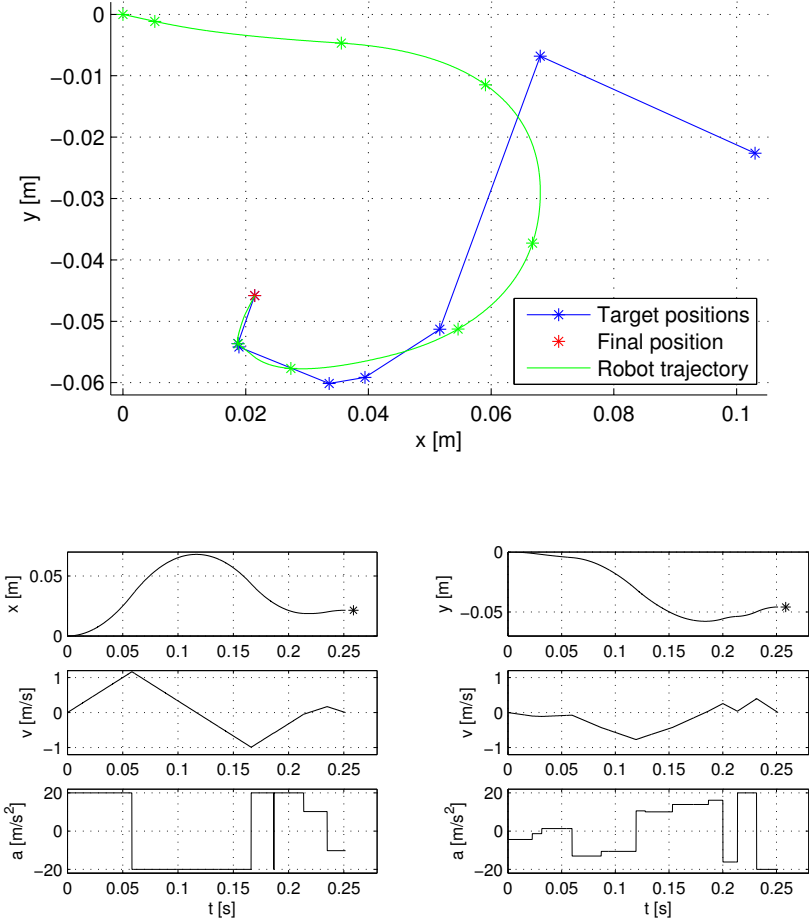 0
−0.01
−0.02
−0.03
−0.04
−0.05
−0.06
y [m]
0 0.02 0.04 0.06 0.08 0.1
x [m]
Target positions
Final position
Robot trajectory
0.05
0
x [m]
0 0.05 0.1 0.15 0.2 0.25
0
−0.05
y [m]
0 0.05 0.1 0.15 0.2 0.25
1
0
−1
v [m/s]
0 0.05 0.1 0.15 0.2 0.25
1
0
−1
v [m/s]
0 0.05 0.1 0.15 0.2 0.25
20
0
−20
a [m/s²]
0 0.05 0.1 0.15 0.2 0.25
t [s]
20
0
−20
a [m/s²]
0 0.05 0.1 0.15 0.2 0.25
t [s]